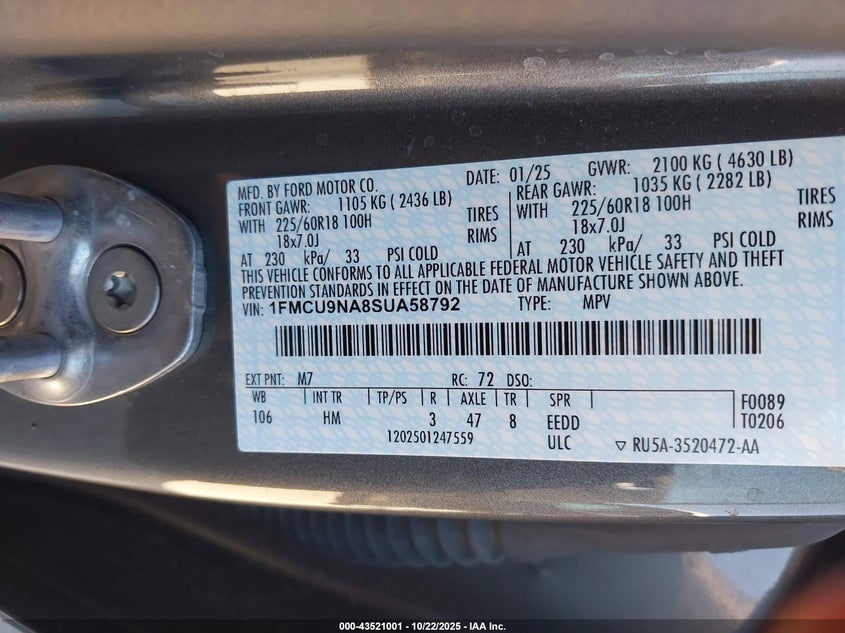 MFD. BY FORD MOTOR CO. DATE: 01/25 GVWR: 2100 KG ( 4630 LB)
FRONT GAWR: 1105 KG ( 2436 LB) REAR GAWR: 1035 KG ( 2282 LB)
WITH 225/60R18 100H TIRES WITH 225/60R18 100H TIRES
18x7.0J RIMS 18x7.0J RIMS
AT 230 kPa/ 33 PSI COLD AT 230 kPa/ 33 PSI COLD
THIS VEHICLE CONFORMS TO ALL APPLICABLE FEDERAL MOTOR VEHICLE SAFETY AND THEFT
PREVENTION STANDARDS IN EFFECT ON THE DATE OF MANUFACTURE SHOWN ABOVE.
VIN: 1FMCU9NA8SUA58792 TYPE: MPV
EXT PNT: M7 RC: 72 DSO:
WB INT TR TP/PS R AXLE TR SPR F0089
106 HM 3 47 8 EEDD T0206
1202501247559 ULC ▽ RU5A-3520472-AA
000-43521001 - 10/22/2025 - IAA Inc.